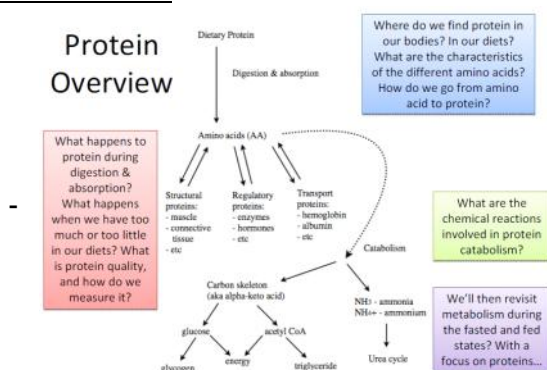 Protein
Overview
Dietary Protein
Digestion & absorption
Where do we find protein in
our bodies? In our diets?
What are the characteristics
of the different amino acids?
How do we go from amino
acid to protein?
What happens to
protein during
digestion &
absorption?
What happens
when we have too
much or too little
in our diets? What
is protein quality,
and how do we
measure it?
-
Amino acids (AA)
Structural
proteins:
- muscle
- connective
tissue
- etc
Regulatory
proteins:
- enzymes
- hormones
- etc
Transport
proteins:
- hemoglobin
- albumin
- etc
What are the
chemical reactions
involved in protein
catabolism?
Catabolism
Carbon skeleton
(aka alpha-keto acid)
NH3 - ammonia
NH4+ - ammonium
glucose
acetyl CoA
glycogen
energy
triglyceride
Urea cycle
We'll then revisit
metabolism during
the fasted and fed
states? With a
focus on proteins...